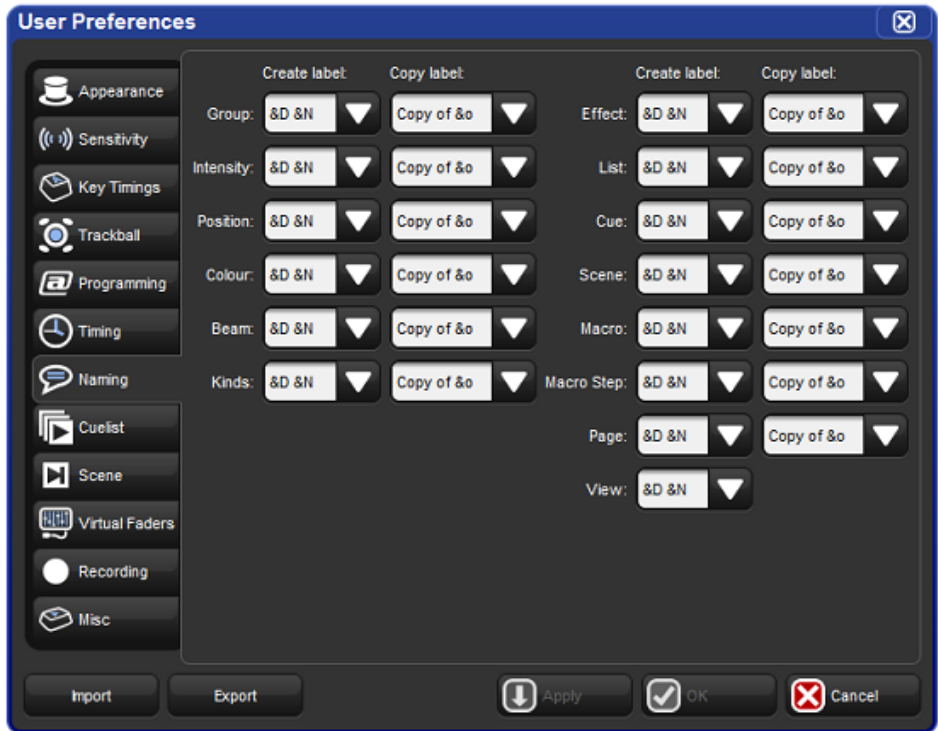 User Preferences
Appearance
Sensitivity
Key Timings
Trackball
Programming
Timing
Naming
Cuelist
Scene
Virtual Faders
Recording
Misc
Create label: Copy label: Create label: Copy label:
Group: &D &N Copy of &o Effect: &D &N Copy of &o
Intensity: &D &N Copy of &o List: &D &N Copy of &o
Position: &D &N Copy of &o Cue: &D &N Copy of &o
Colour: &D &N Copy of &o Scene: &D &N Copy of &o
Beam: &D &N Copy of &o Macro: &D &N Copy of &o
Kinds: &D &N Copy of &o Macro Step: &D &N Copy of &o
Page: &D &N Copy of &o
View: &D &N
Import Export Apply OK Cancel